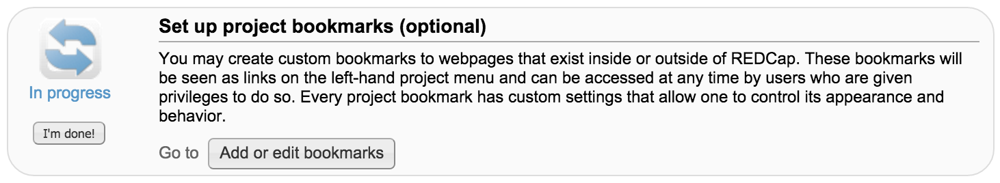 Set up project bookmarks (optional)
You may create custom bookmarks to webpages that exist inside or outside of REDCap. These bookmarks will
be seen as links on the left-hand project menu and can be accessed at any time by users who are given
privileges to do so. Every project bookmark has custom settings that allow one to control its appearance and
behavior.
In progress
I'm done!
Go to Add or edit bookmarks